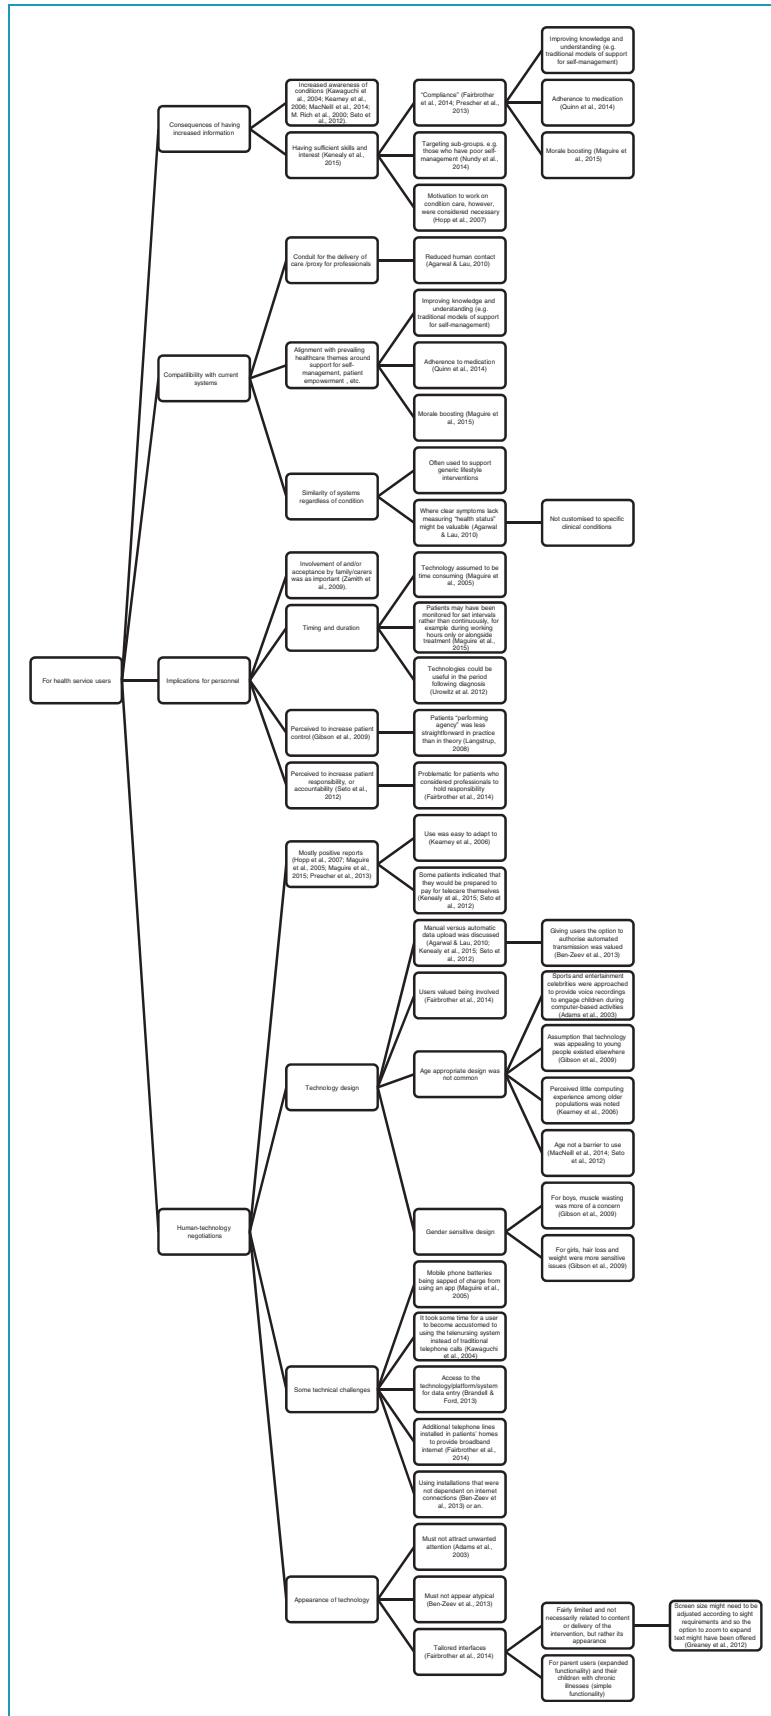 Improving knowledge and
understanding (e.g.
traditional models of support
for self-management)
Increased awareness of
conditions (Kawaguchi et
al., 2004; Kearney et al.,
2006; MacNeill et al., 2014;
M. Rich et al., 2000; Seto et
al., 2012).
"Compliance" (Fairbrother
et al., 2014; Prescher et al.,
2013)
Adherence to medication
(Quinn et al., 2014)
Consequences of having
increased information
Having sufficient skills and
interest (Kenealy et al.,
2015)
Targeting sub-groups. e.g.
those who have poor self-
management (Nundy et al.,
2014)
Morale boosting (Maguire et
al., 2015)
Motivation to work on
condition care, however,
were considered necessary
(Hopp et al., 2007)
Conduit for the delivery of
care /proxy for professionals
Reduced human contact
(Agarwal & Lau, 2010)
Improving knowledge and
understanding (e.g.
traditional models of support
for self-management)
Compatilibility with current
systems
Alignment with prevailing
healthcare themes around
support for self-
management, patient
empowerment , etc.
Adherence to medication
(Quinn et al., 2014)
Morale boosting (Maguire et
al., 2015)
Similarity of systems
regardless of condition
Often used to support
generic lifestyle
interventions
Where clear symptoms lack
measuring "health status"
might be valuable (Agarwal
& Lau, 2010)
Not customised to specific
clinical conditions
Involvement of and/or
acceptance by family/carers
was as important (Zamith et
al., 2009).
Technology assumed to be
time consuming (Maguire et
al., 2005)
Timing and duration
Patients may have been
monitored for set intervals
rather than continuously, for
example during working
hours only or alongside
treatment (Maguire et al.,
2015)
For health service users
Implications for personnel
Technologies could be
useful in the period
following diagnosis
(Urowitz et al. 2012)
Perceived to increase patient
control (Gibson et al., 2009)
Patients "performing
agency" was less
straightforward in practice
than in theory (Langstrup,
2008)
Perceived to increase patient
responsibility, or
accountability (Seto et al.,
2012)
Problematic for patients who
considered professionals to
hold responsibility
(Fairbrother et al., 2014)
Mostly positive reports
(Hopp et al., 2007; Maguire
et al., 2005; Maguire et al.,
2015; Prescher et al., 2013)
Use was easy to adapt to
(Kearney et al., 2006)
Some patients indicated that
they would be prepared to
pay for telecare themselves
(Kenealy et al., 2015; Seto et
al., 2012)
Manual versus automatic
data upload was discussed
(Agarwal & Lau, 2010;
Kenealy et al., 2015; Seto et
al., 2012)
Giving users the option to
authorise automated
transmission was valued
(Ben-Zeev et al., 2013)
Users valued being involved
(Fairbrother et al., 2014)
Sports and entertainment
celebrities were approached
to provide voice recordings
to engage children during
computer-based activities
(Adams et al., 2003)
Technology design
Age appropriate design was
not common
Assumption that technology
was appealing to young
people existed elsewhere
(Gibson et al., 2009)
Perceived little computing
experience among older
populations was noted
(Kearney et al., 2006)
Age not a barrier to use
(MacNeill et al., 2014; Seto
et al., 2012)
Human-technology
negotiations
Gender sensitive design
For boys, muscle wasting
was more of a concern
(Gibson et al., 2009)
For girls, hair loss and
weight were more sensitive
issues (Gibson et al., 2009)
Mobile phone batteries
being sapped of charge from
using an app (Maguire et al.,
2005)
It took some time for a user
to become accustomed to
using the telenursing system
instead of traditional
telephone calls (Kawaguchi
et al., 2004)
Some technical challenges
Access to the
technology/platform/system
for data entry (Brandell &
Ford, 2013)
Additional telephone lines
installed in patients' homes
to provide broadband
internet (Fairbrother et al.,
2014)
Using installations that were
not dependent on internet
connections (Ben-Zeev et
al., 2013) or an.
Must not attract unwanted
attention (Adams et al.,
2003)
Appearance of technology
Must not appear atypical
(Ben-Zeev et al., 2013)
Tailored interfaces
(Fairbrother et al., 2014)
Fairly limited and not
necessarily related to content
or delivery of the
intervention, but rather its
appearance
Screen size might need to be
adjusted according to sight
requirements and so the
option to zoom to expand
text might have been offered
(Greaney et al., 2012)
For parent users (expanded
functionality) and their
children with chronic
illnesses (simple
functionality)